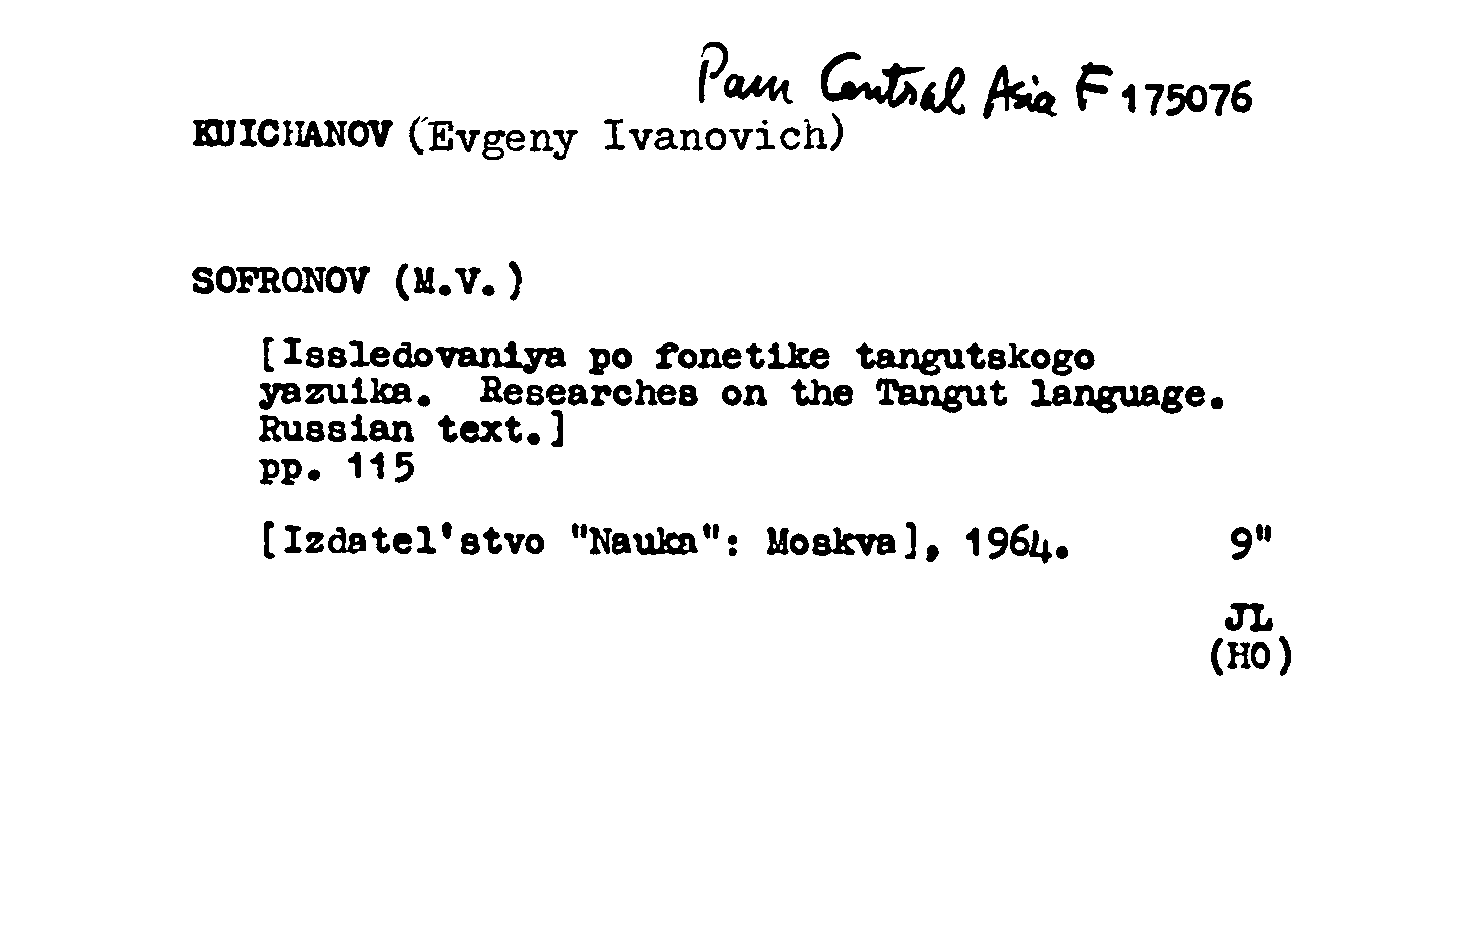 Pam Central Asia F 175076
KUICHANOV (Evgeny Ivanovich)
SOFRONOV (M.V.)
[Issledovaniya po fonetike tangutskogo
yazuika. Researches on the Tangut language.
Russian text.]
pp. 115
[Izdatel'stvo "Nauka": Moskva], 1964. 9"
JL
(HO)